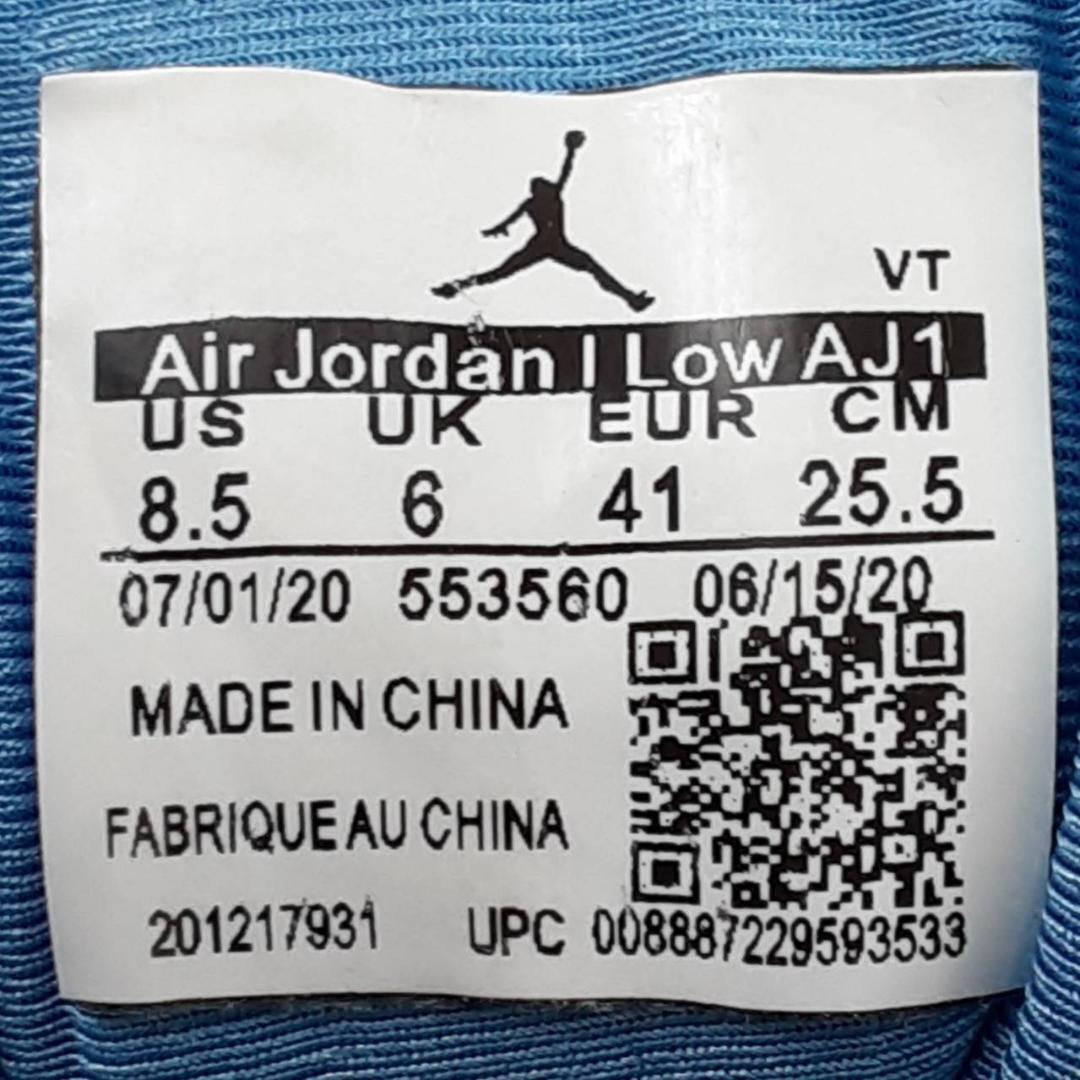 VT
Air Jordan I Low AJ1
US UK EUR CM
8.5 6 41 25.5
07/01/20 553560 06/15/20
MADE IN CHINA
FABRIQUE AU CHINA
201217931 UPC 008887229593533